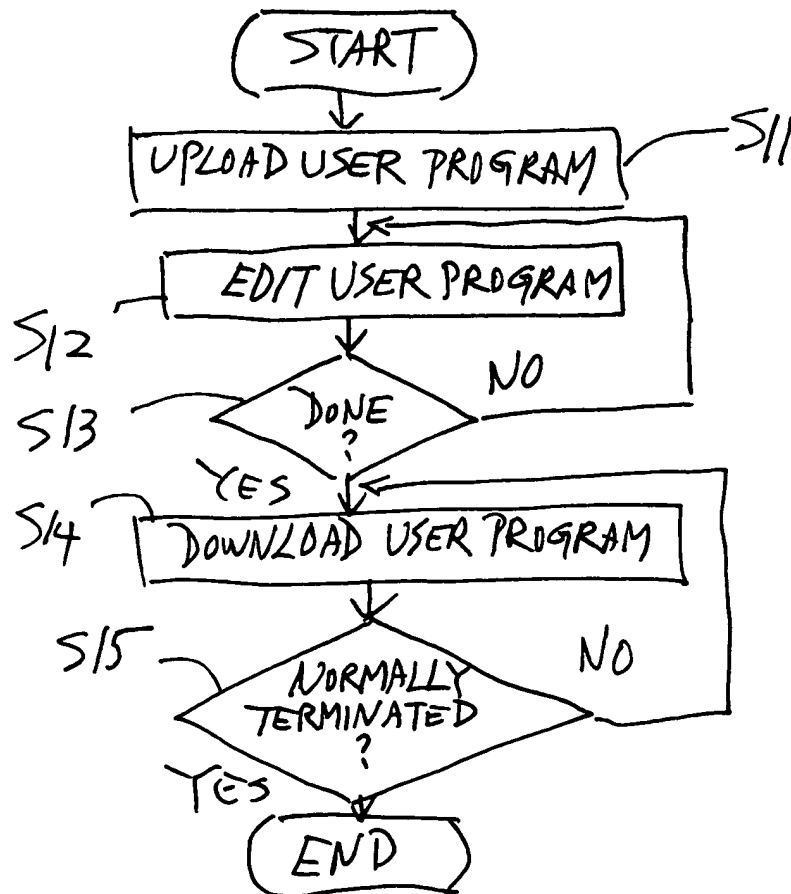 START
UPLOAD USER PROGRAM
S11
EDIT USER PROGRAM
S12
DONE
?
NO
S13
YES
DOWNLOAD USER PROGRAM
S14
NORMALLY
TERMINATED
?
NO
S15
YES
END